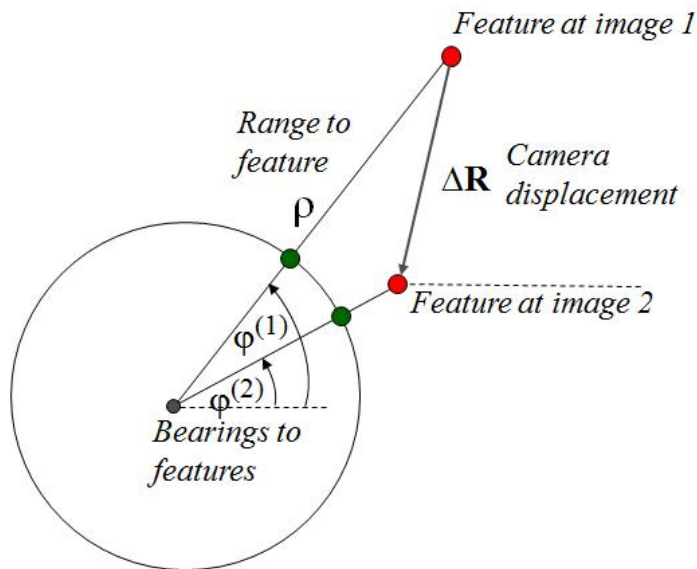 Feature at image 1
Range to
feature
ρ
ΔR
Camera
displacement
Feature at image 2
φ(1)
φ(2)
Bearings to
features